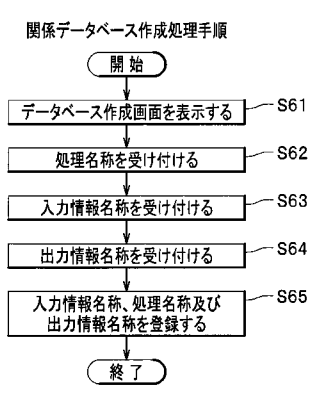 関係データベース作成処理手順
開始
データベース作成画面を表示する
S61
処理名称を受け付ける
S62
入力情報名称を受け付ける
S63
出力情報名称を受け付ける
S64
入力情報名称、処理名称及び
出力情報名称を登録する
S65
終了